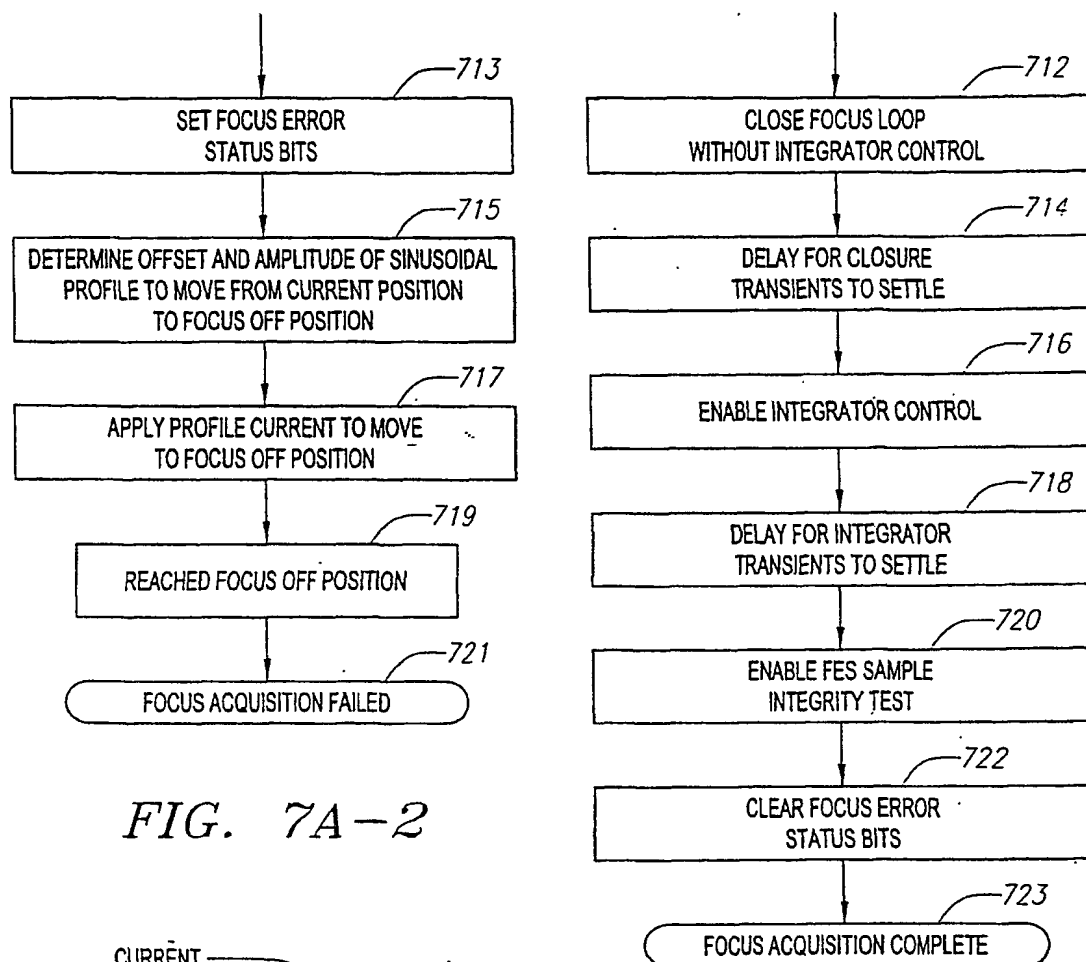 713
SET FOCUS ERROR
STATUS BITS
715
DETERMINE OFFSET AND AMPLITUDE OF SINUSOIDAL
PROFILE TO MOVE FROM CURRENT POSITION
TO FOCUS OFF POSITION
717
APPLY PROFILE CURRENT TO MOVE
TO FOCUS OFF POSITION
719
REACHED FOCUS OFF POSITION
721
FOCUS ACQUISITION FAILED
FIG. 7A-2
712
CLOSE FOCUS LOOP
WITHOUT INTEGRATOR CONTROL
714
DELAY FOR CLOSURE
TRANSIENTS TO SETTLE
716
ENABLE INTEGRATOR CONTROL
718
DELAY FOR INTEGRATOR
TRANSIENTS TO SETTLE
720
ENABLE FES SAMPLE
INTEGRITY TEST
722
CLEAR FOCUS ERROR
STATUS BITS
723
FOCUS ACQUISITION COMPLETE
CURRENT